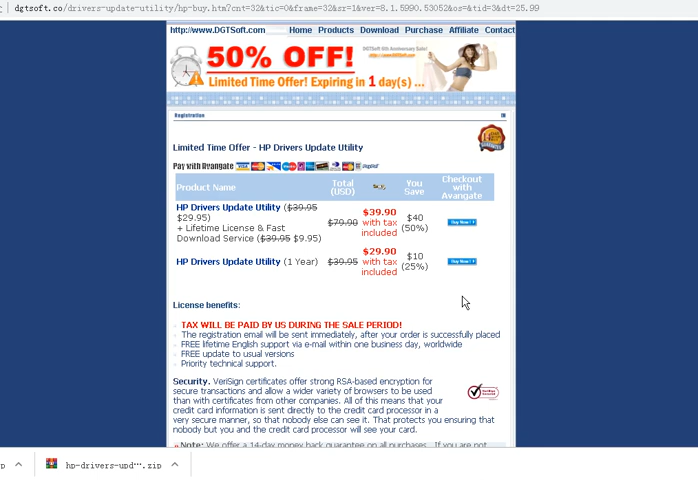 dgtsoft.co/drivers-update-utility/hp-buy.htm?cnt=32&tic=0&frame=32&sr=1&ver=8.1.5990.53052&os=&tid=3&dt=25.99
http://www.DGTSoft.com Home Products Download Purchase Affiliate Contact
50% OFF!
DGTSoft 8th Anniversary Sale!
http://www.dgtsoft.com
Limited Time Offer! Expiring in 1 day(s) ...
Registration
Limited Time Offer - HP Drivers Update Utility
Pay with Avangate VISA PayPal
Product Name Total (USD) You Save Checkout with Avangate
HP Drivers Update Utility ($39.95
$29.95)
+ Lifetime License & Fast
Download Service ($39.95 $9.95)
$79.90 $39.90 with tax included $40 (50%) Buy Now!
HP Drivers Update Utility (1 Year) $39.95 $29.90 with tax included $10 (25%) Buy Now!
License benefits:
TAX WILL BE PAID BY US DURING THE SALE PERIOD!
The registration email will be sent immediately, after your order is successfully placed
FREE lifetime English support via e-mail within one business day, worldwide
FREE update to usual versions
Priority technical support.
Security. VeriSign certificates offer strong RSA-based encryption for
secure transactions and allow a wider variety of browsers to be used
than with certificates from other companies. All of this means that your
credit card information is sent directly to the credit card processor in a
very secure manner, so that nobody else can see it. That protects you ensuring that
nobody but you and the credit card processor will see your card.
Note: We offer a 14-day money back guarantee on all purchases. If you are not
p hp-drivers-upd···.zip